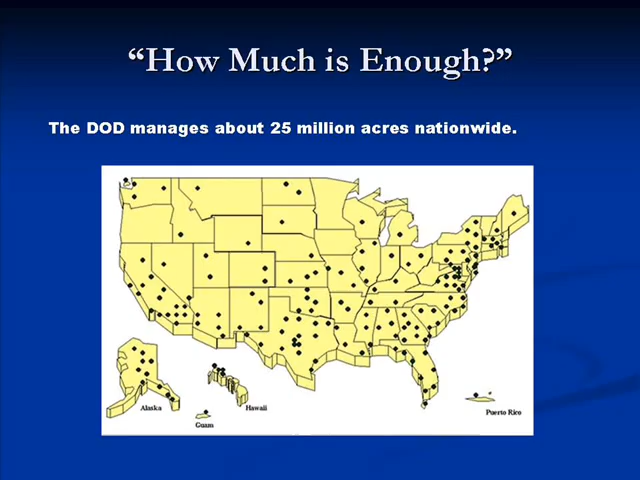 “How Much is Enough?”
The DOD manages about 25 million acres nationwide.
Alaska
Hawaii
Guam
Puerto Rico